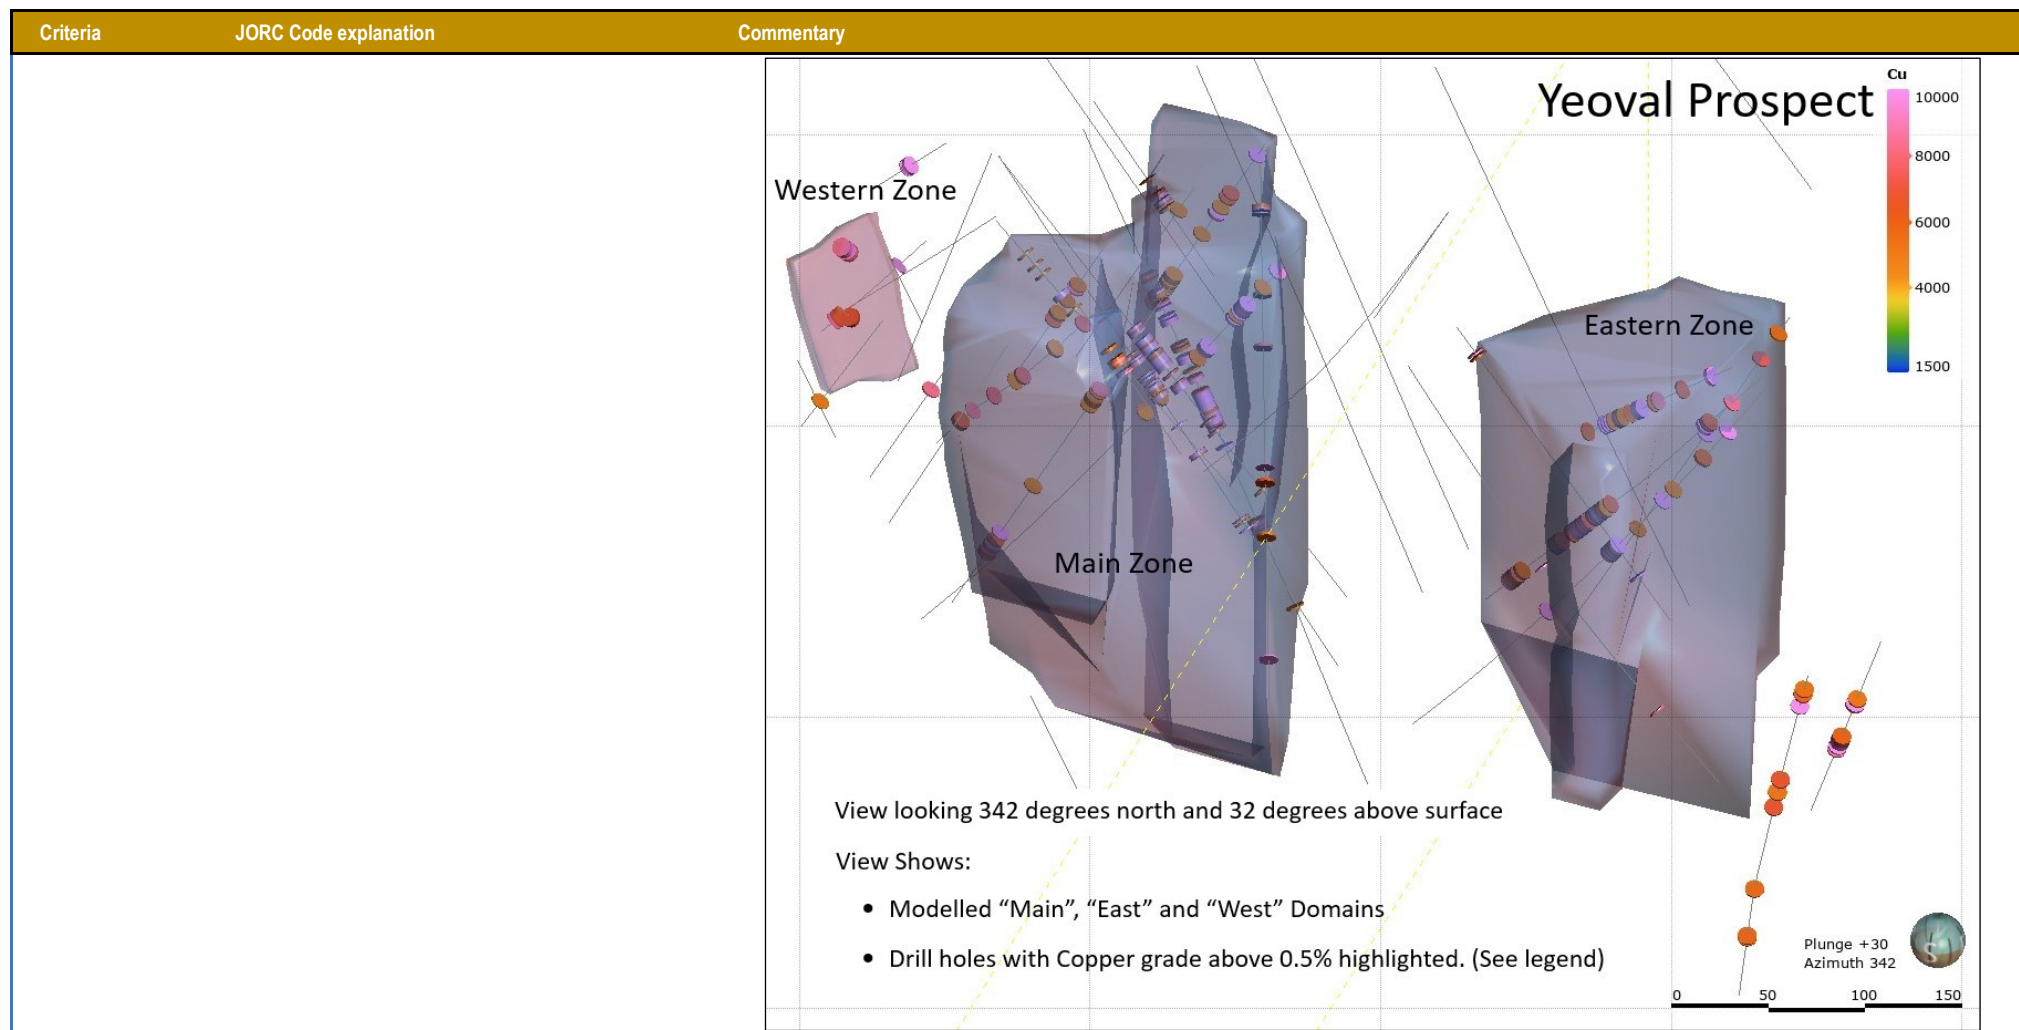 Criteria JORC Code explanation Commentary
Yeoval Prospect
Cu
10000
8000
6000
4000
1500
Western Zone
Eastern Zone
Main Zone
View looking 342 degrees north and 32 degrees above surface
View Shows:
• Modelled “Main”, “East” and “West” Domains
• Drill holes with Copper grade above 0.5% highlighted. (See legend)
Plunge +30
Azimuth 342
S
0 50 100 150